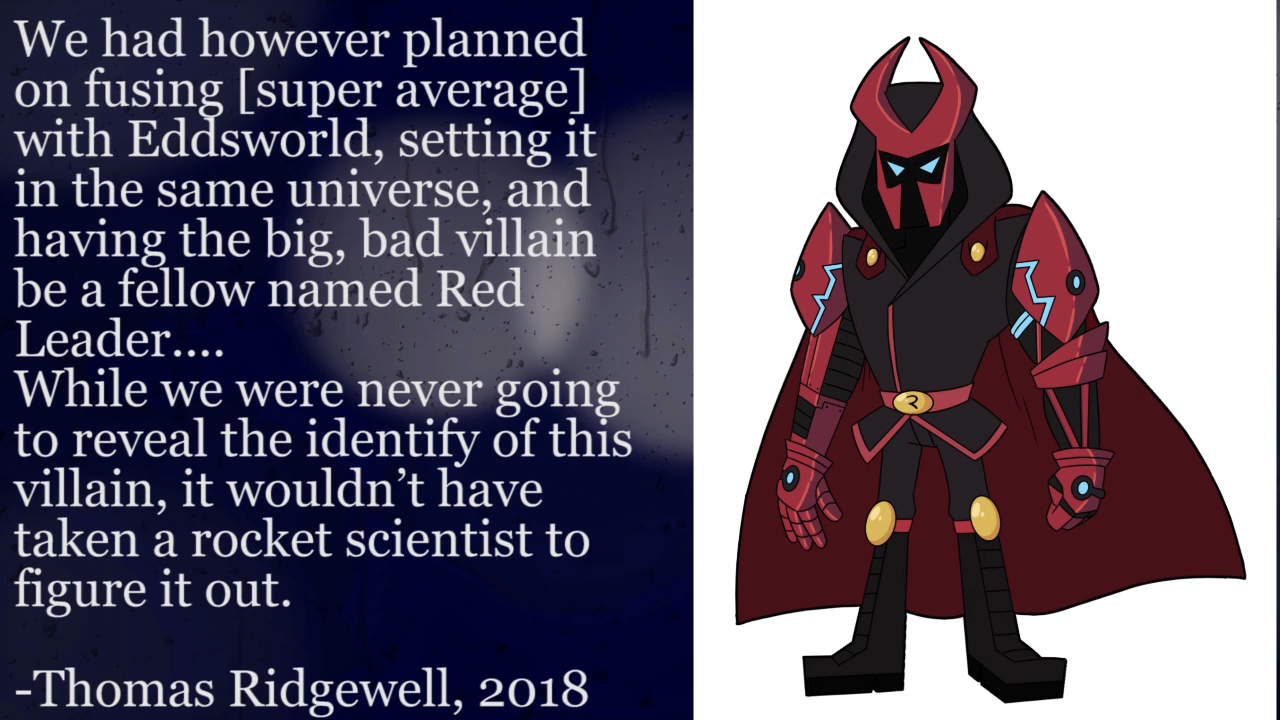 We had however planned
on fusing [super average]
with Eddsworld, setting it
in the same universe, and
having the big, bad villain
be a fellow named Red
Leader....
While we were never going
to reveal the identify of this
villain, it wouldn't have
taken a rocket scientist to
figure it out.
-Thomas Ridgewell, 2018